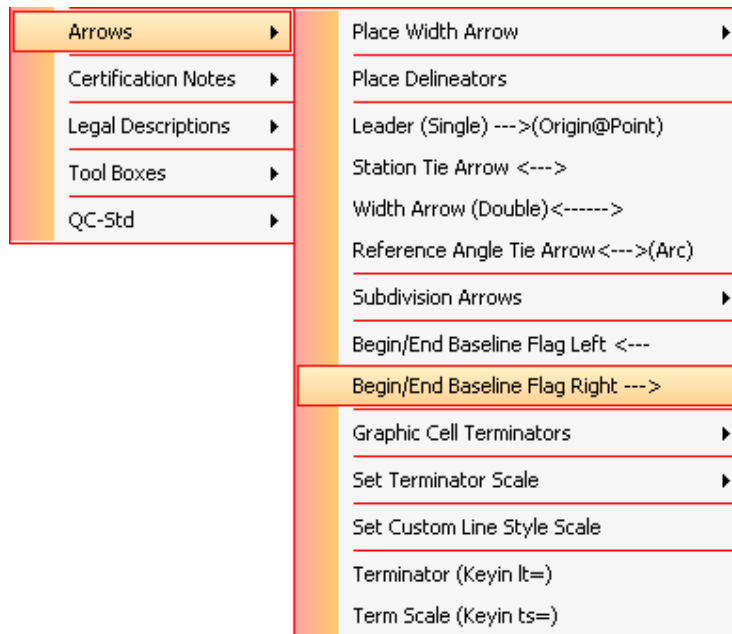 Arrows
Certification Notes
Legal Descriptions
Tool Boxes
QC-Std
Place Width Arrow
Place Delineators
Leader (Single) --->(Origin@Point)
Station Tie Arrow <--->
Width Arrow (Double)<------>
Reference Angle Tie Arrow<--->(Arc)
Subdivision Arrows
Begin/End Baseline Flag Left <---
Begin/End Baseline Flag Right --->
Graphic Cell Terminators
Set Terminator Scale
Set Custom Line Style Scale
Terminator (Keyin lt=)
Term Scale (Keyin ts=)